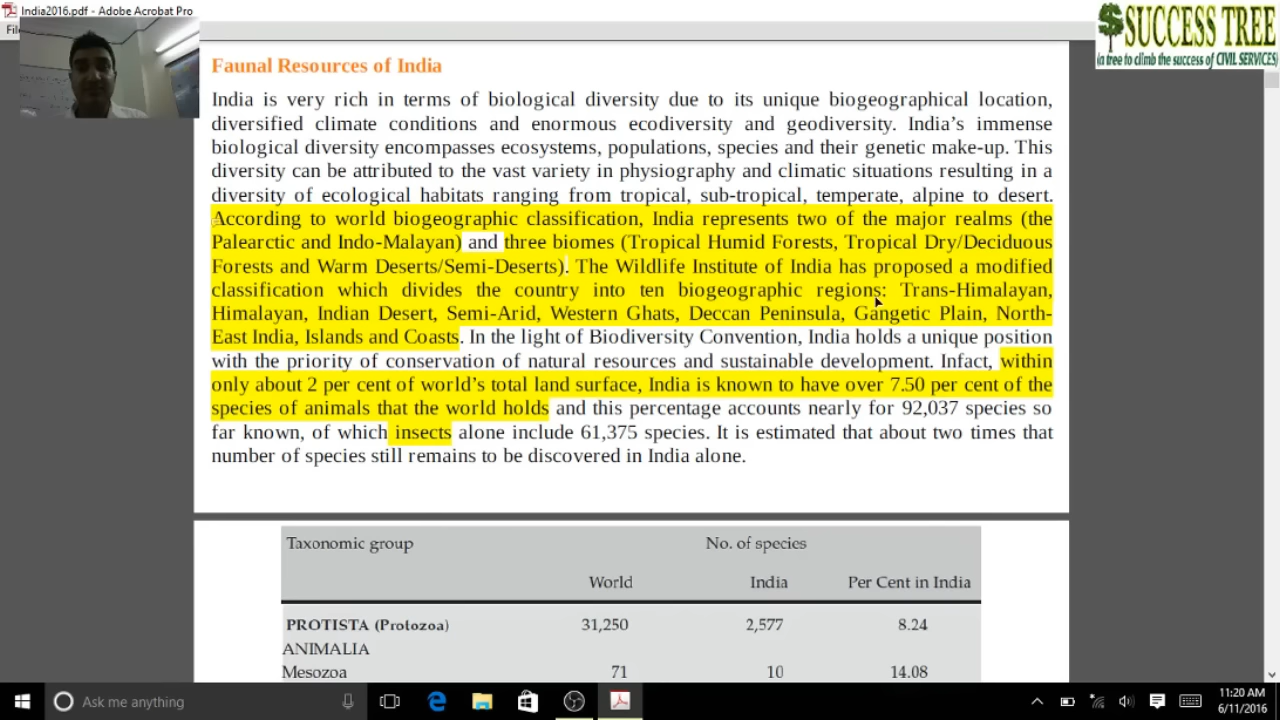 India2016.pdf - Adobe Acrobat Pro
SUCCESS TREE
(a tree to climb the success of CIVIL SERVICES)
Faunal Resources of India
India is very rich in terms of biological diversity due to its unique biogeographical location,
diversified climate conditions and enormous ecodiversity and geodiversity. India's immense
biological diversity encompasses ecosystems, populations, species and their genetic make-up. This
diversity can be attributed to the vast variety in physiography and climatic situations resulting in a
diversity of ecological habitats ranging from tropical, sub-tropical, temperate, alpine to desert.
According to world biogeographic classification, India represents two of the major realms (the
Palearctic and Indo-Malayan) and three biomes (Tropical Humid Forests, Tropical Dry/Deciduous
Forests and Warm Deserts/Semi-Deserts). The Wildlife Institute of India has proposed a modified
classification which divides the country into ten biogeographic regions: Trans-Himalayan,
Himalayan, Indian Desert, Semi-Arid, Western Ghats, Deccan Peninsula, Gangetic Plain, North-
East India, Islands and Coasts. In the light of Biodiversity Convention, India holds a unique position
with the priority of conservation of natural resources and sustainable development. Infact, within
only about 2 per cent of world's total land surface, India is known to have over 7.50 per cent of the
species of animals that the world holds and this percentage accounts nearly for 92,037 species so
far known, of which insects alone include 61,375 species. It is estimated that about two times that
number of species still remains to be discovered in India alone.
Taxonomic group No. of species
World India Per Cent in India
PROTISTA (Protozoa) 31,250 2,577 8.24
ANIMALIA
Mesozoa 71 10 14.08
Ask me anything
11:20 AM
6/11/2016